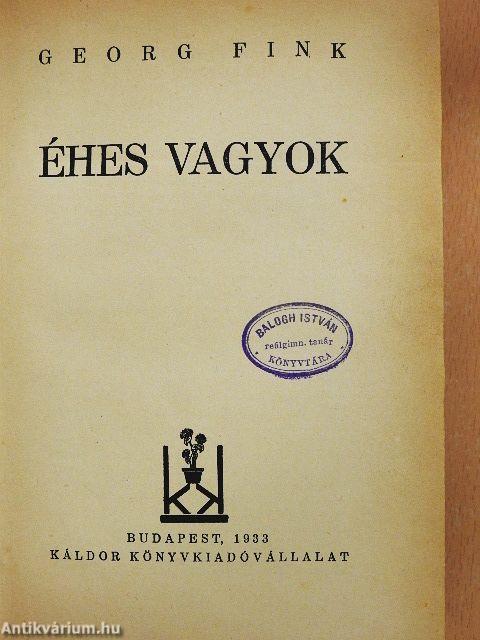 GEORG FINK
ÉHES VAGYOK
BALOGH ISTVÁN
reálgimn. tanár
KÖNYVTÁRA
BUDAPEST, 1933
KÁLDOR KÖNYVKIADÓVÁLLALAT
Antikvárium.hu